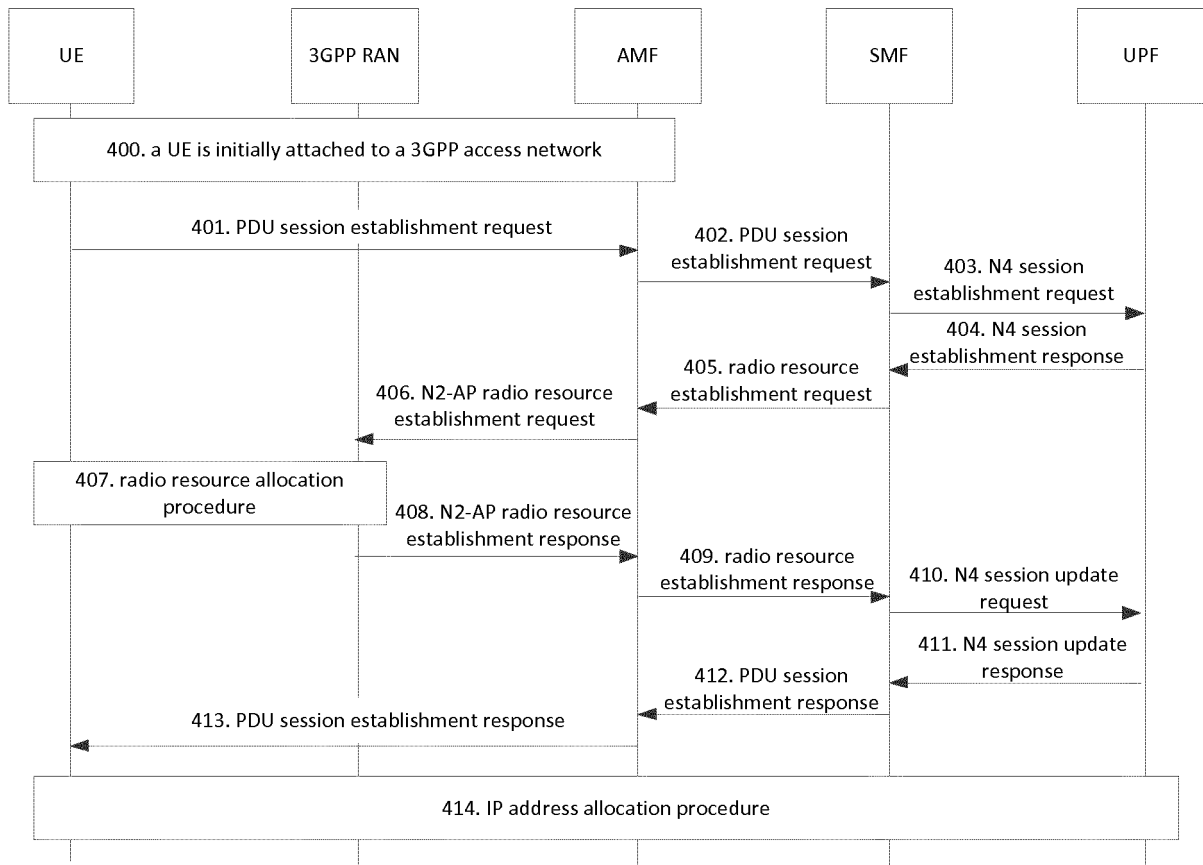 UE
3GPP RAN
AMF
SMF
UPF
400. a UE is initially attached to a 3GPP access network
401. PDU session establishment request
402. PDU session
establishment request
403. N4 session
establishment request
404. N4 session
establishment response
405. radio resource
establishment request
406. N2-AP radio resource
establishment request
407. radio resource allocation
procedure
408. N2-AP radio resource
establishment response
409. radio resource
establishment response
410. N4 session update
request
411. N4 session update
response
412. PDU session
establishment response
413. PDU session establishment response
414. IP address allocation procedure